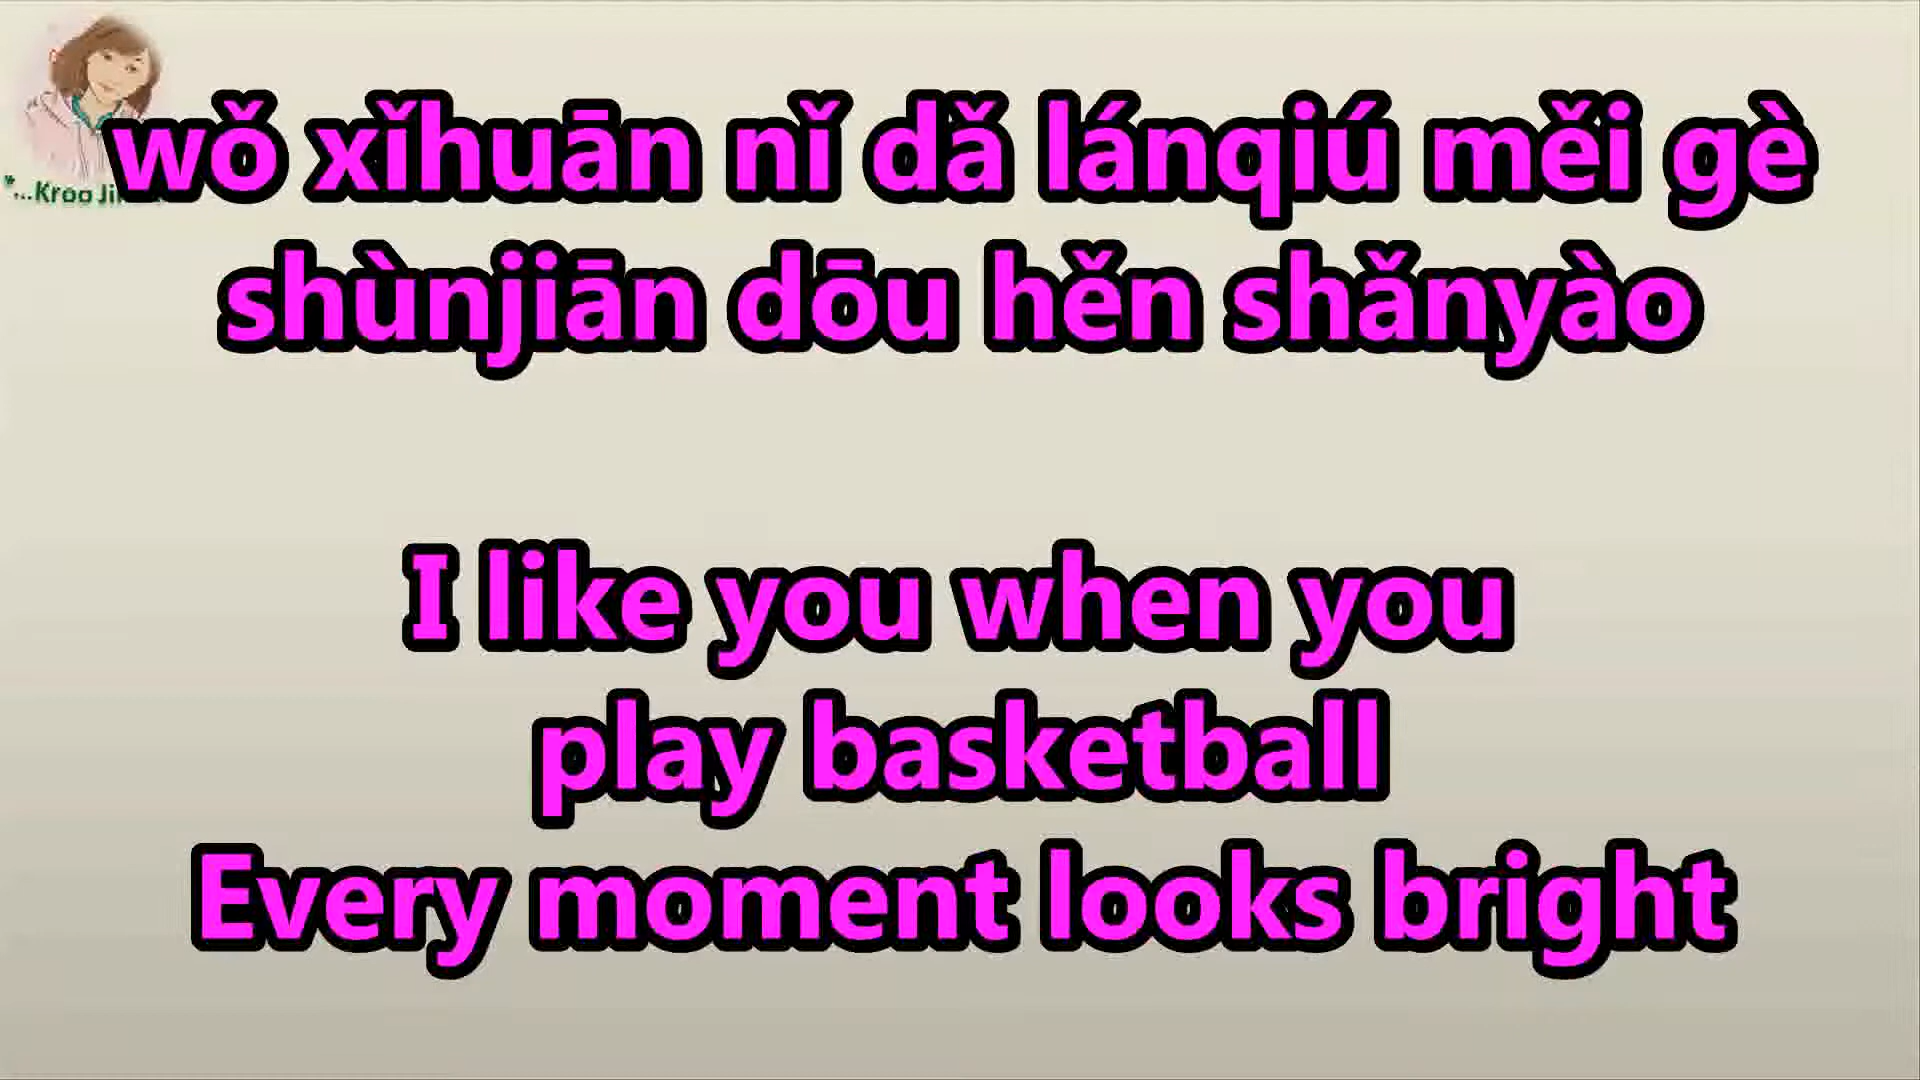 wǒ xǐhuān nǐ dǎ lánqiú měi gè
shùnjiān dōu hěn shǎnyào
I like you when you
play basketball
Every moment looks bright
*...Kroo